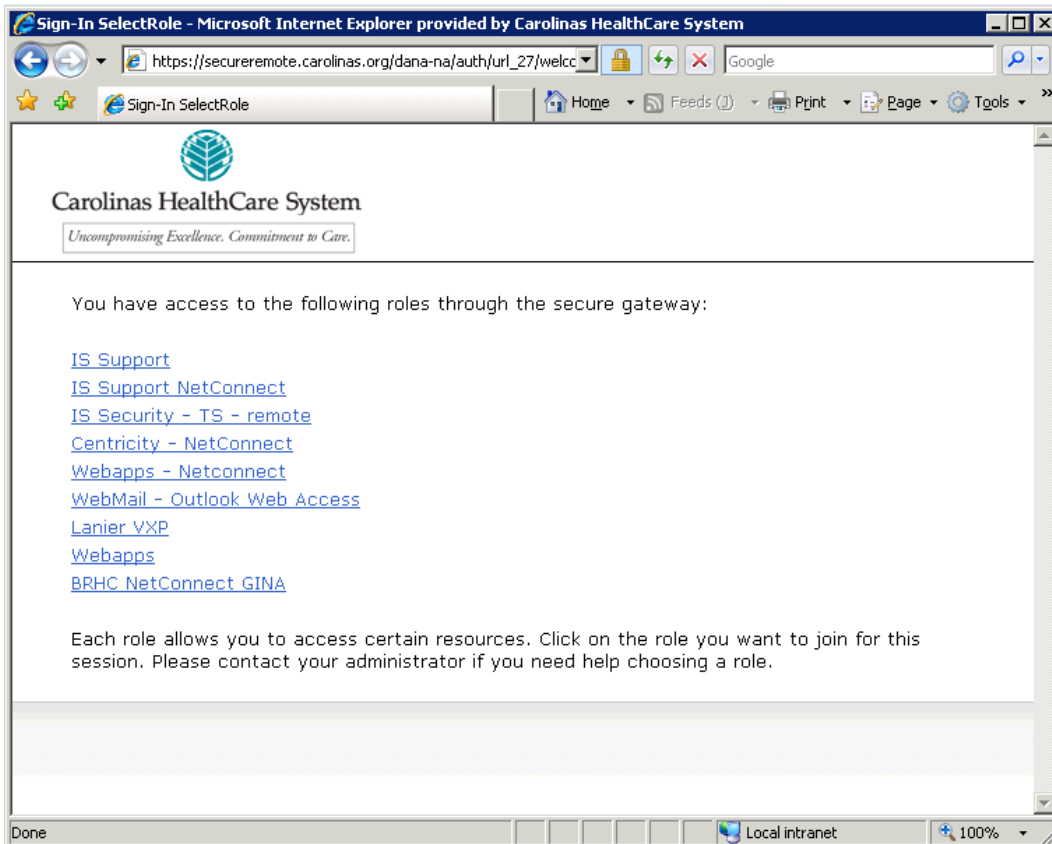 Sign-In SelectRole - Microsoft Internet Explorer provided by Carolinas HealthCare System
https://secureremote.carolinas.org/dana-na/auth/url_27/welcc
Google
Sign-In SelectRole
Home
Feeds (J)
Print
Page
Tools
»
Carolinas HealthCare System
Uncompromising Excellence. Commitment to Care.
You have access to the following roles through the secure gateway:
IS Support
IS Support NetConnect
IS Security - TS - remote
Centricity - NetConnect
Webapps - Netconnect
WebMail - Outlook Web Access
Lanier VXP
Webapps
BRHC NetConnect GINA
Each role allows you to access certain resources. Click on the role you want to join for this
session. Please contact your administrator if you need help choosing a role.
Done
Local intranet
100%